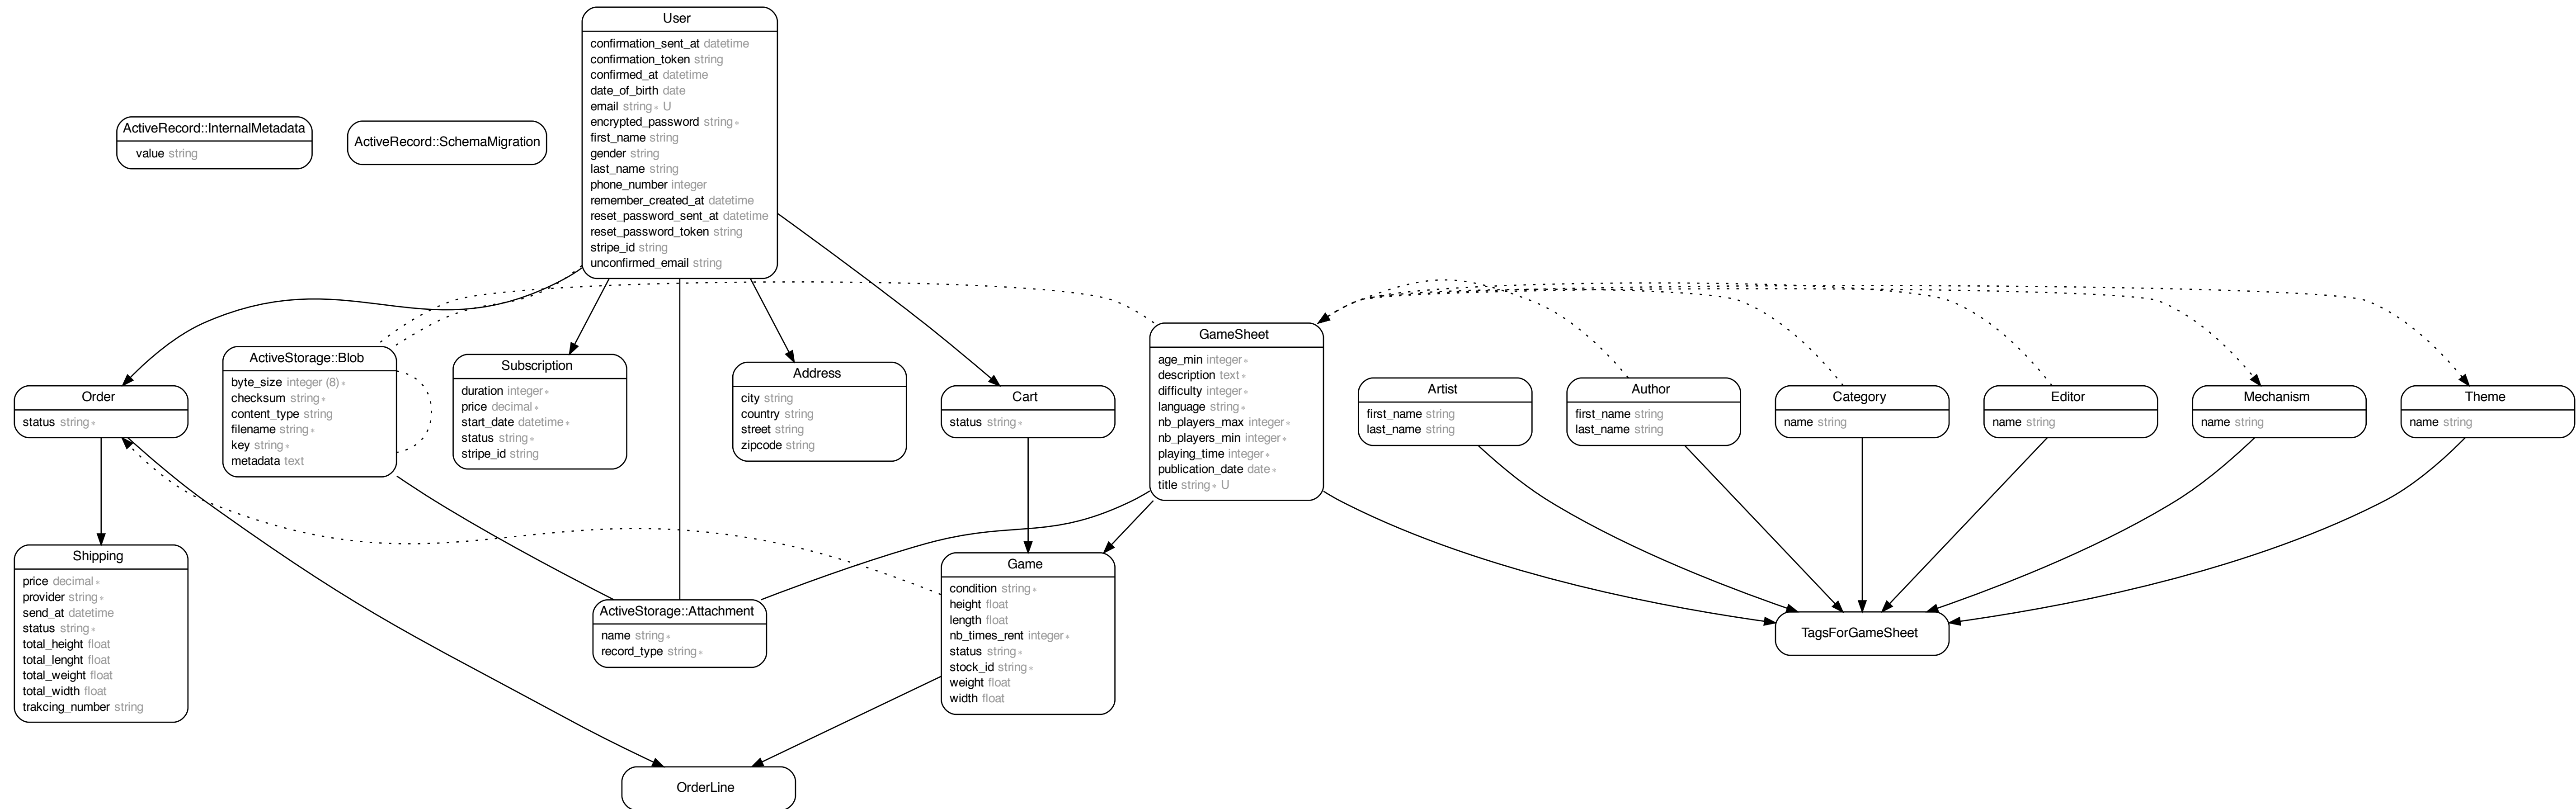 User
confirmation_sent_at datetime
confirmation_token string
confirmed_at datetime
date_of_birth date
email string∗ U
encrypted_password string∗
first_name string
gender string
last_name string
phone_number integer
remember_created_at datetime
reset_password_sent_at datetime
reset_password_token string
stripe_id string
unconfirmed_email string
ActiveRecord::InternalMetadata
value string
ActiveRecord::SchemaMigration
Order
status string∗
ActiveStorage::Blob
byte_size integer (8)∗
checksum string∗
content_type string
filename string∗
key string∗
metadata text
Subscription
duration integer∗
price decimal∗
start_date datetime∗
status string∗
stripe_id string
Address
city string
country string
street string
zipcode string
Cart
status string∗
GameSheet
age_min integer∗
description text∗
difficulty integer∗
language string∗
nb_players_max integer∗
nb_players_min integer∗
playing_time integer∗
publication_date date∗
title string∗ U
Artist
first_name string
last_name string
Author
first_name string
last_name string
Category
name string
Editor
name string
Mechanism
name string
Theme
name string
Shipping
price decimal∗
provider string∗
send_at datetime
status string∗
total_height float
total_lenght float
total_weight float
total_width float
trakcing_number string
ActiveStorage::Attachment
name string∗
record_type string∗
Game
condition string∗
height float
length float
nb_times_rent integer∗
status string∗
stock_id string∗
weight float
width float
TagsForGameSheet
OrderLine